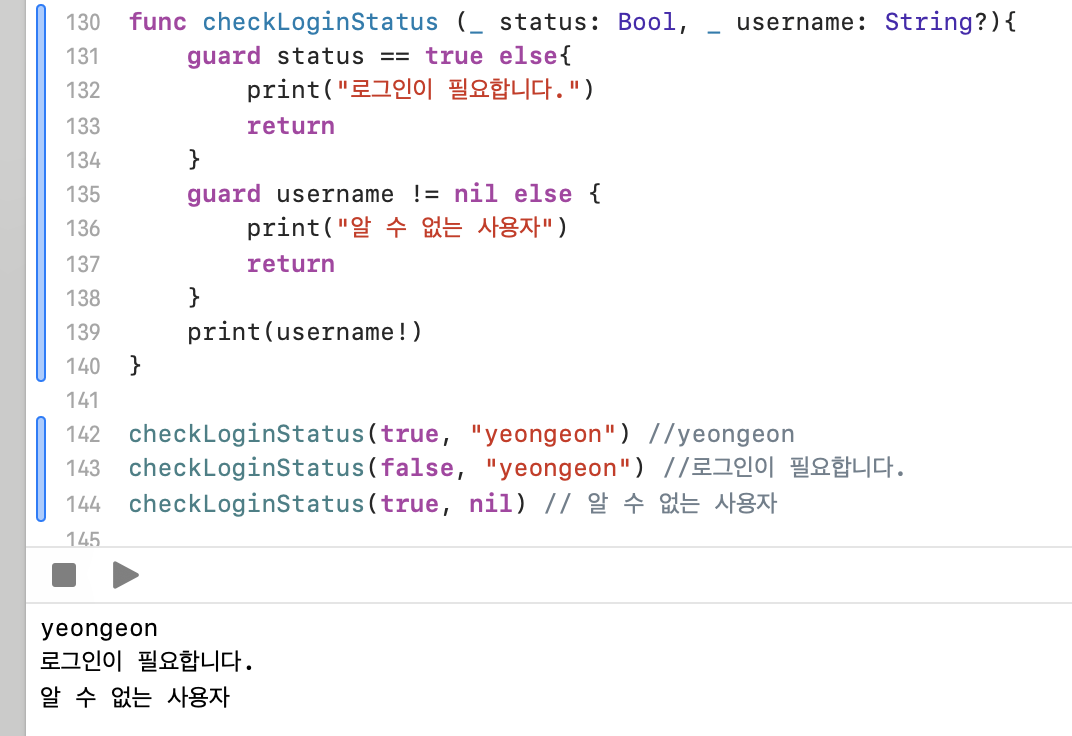 130 func checkLoginStatus (_ status: Bool, _ username: String?){
131     guard status == true else{
132         print("로그인이 필요합니다.")
133         return
134     }
135     guard username != nil else {
136         print("알 수 없는 사용자")
137         return
138     }
139     print(username!)
140 }
141
142 checkLoginStatus(true, "yeongeon") //yeongeon
143 checkLoginStatus(false, "yeongeon") //로그인이 필요합니다.
144 checkLoginStatus(true, nil) // 알 수 없는 사용자
145
yeongeon
로그인이 필요합니다.
알 수 없는 사용자